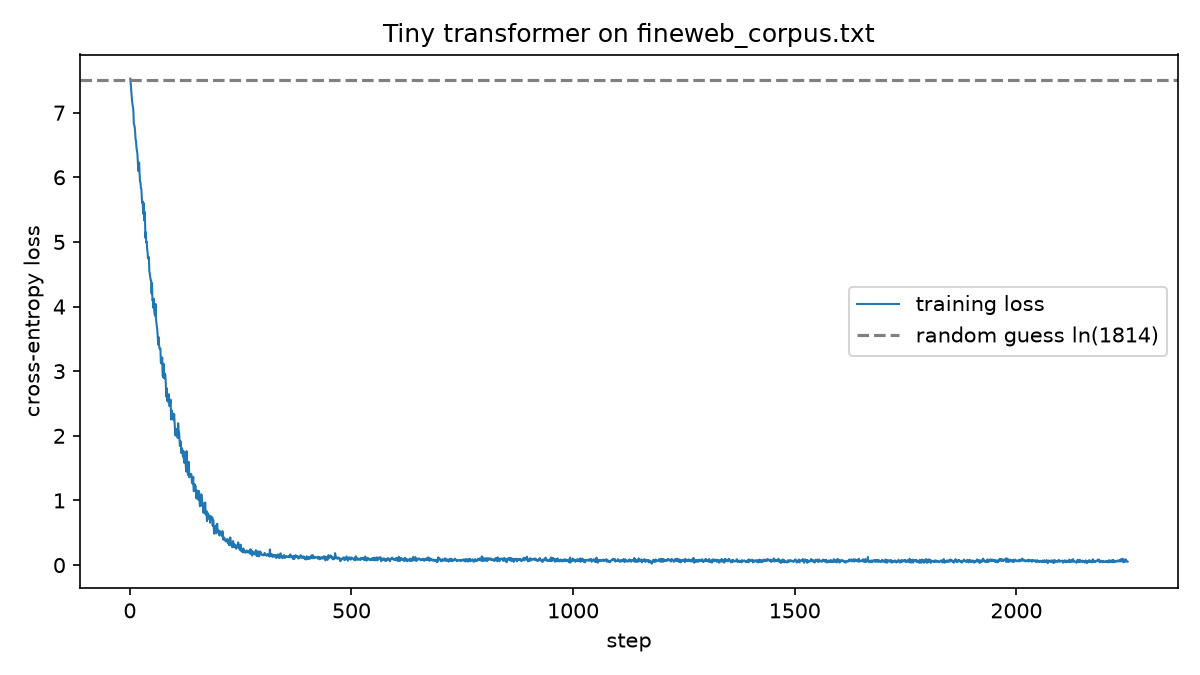 Tiny transformer on fineweb_corpus.txt
cross-entropy loss
7
6
5
4
3
2
1
0
training loss
random guess ln(1814)
0 500 1000 1500 2000
step